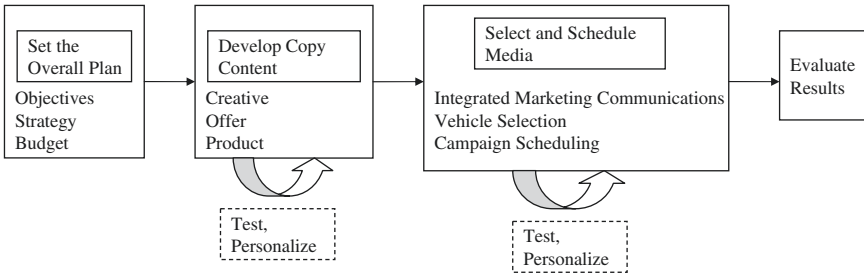 Set the
Overall Plan
Objectives
Strategy
Budget
Develop Copy
Content
Creative
Offer
Product
Test,
Personalize
Select and Schedule
Media
Integrated Marketing Communications
Vehicle Selection
Campaign Scheduling
Test,
Personalize
Evaluate
Results